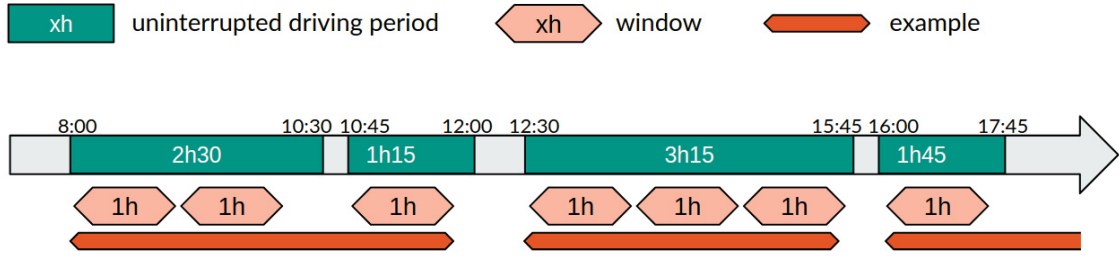 xh uninterrupted driving period xh window example
8:00 10:30 10:45 12:00 12:30 15:45 16:00 17:45
2h30 1h15 3h15 1h45
1h 1h 1h 1h 1h 1h 1h